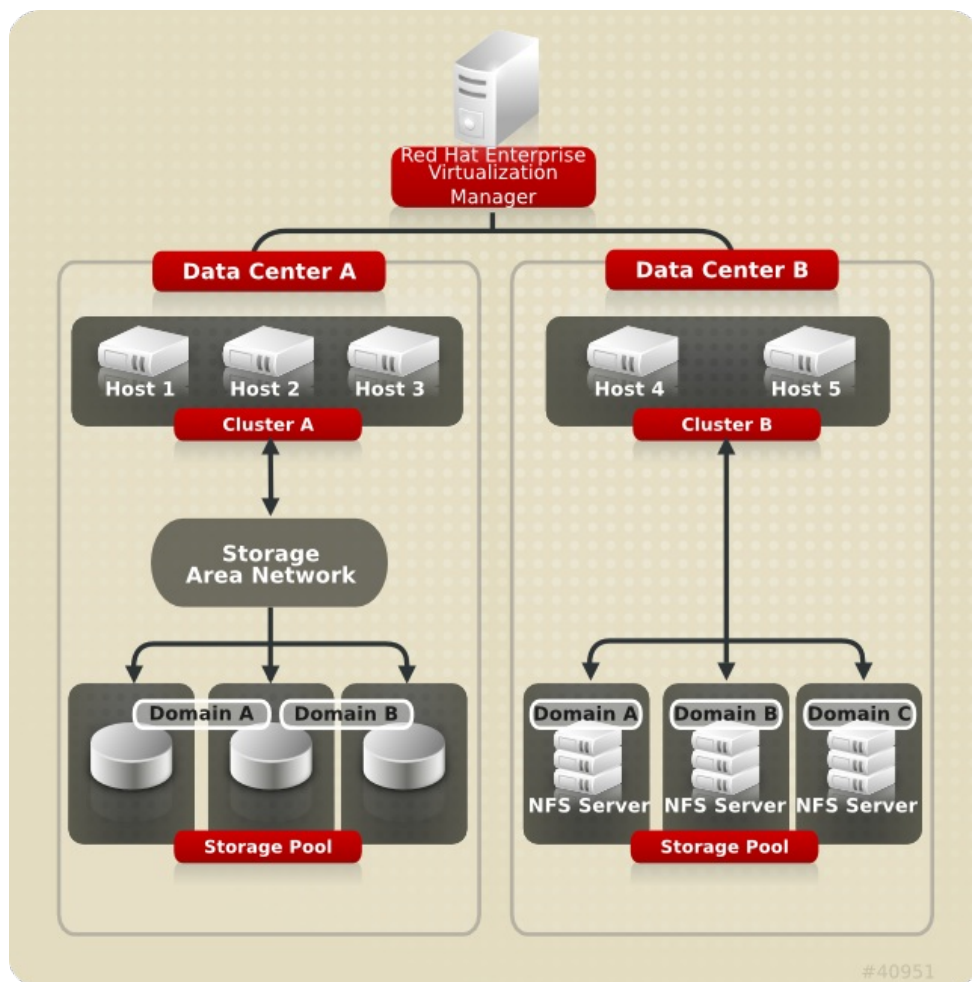 Red Hat Enterprise
Virtualization
Manager
Data Center A
Data Center B
Host 1
Host 2
Host 3
Host 4
Host 5
Cluster A
Cluster B
Storage
Area Network
Domain A
Domain B
Domain A
Domain B
Domain C
NFS Server
NFS Server
NFS Server
Storage Pool
Storage Pool
#40951